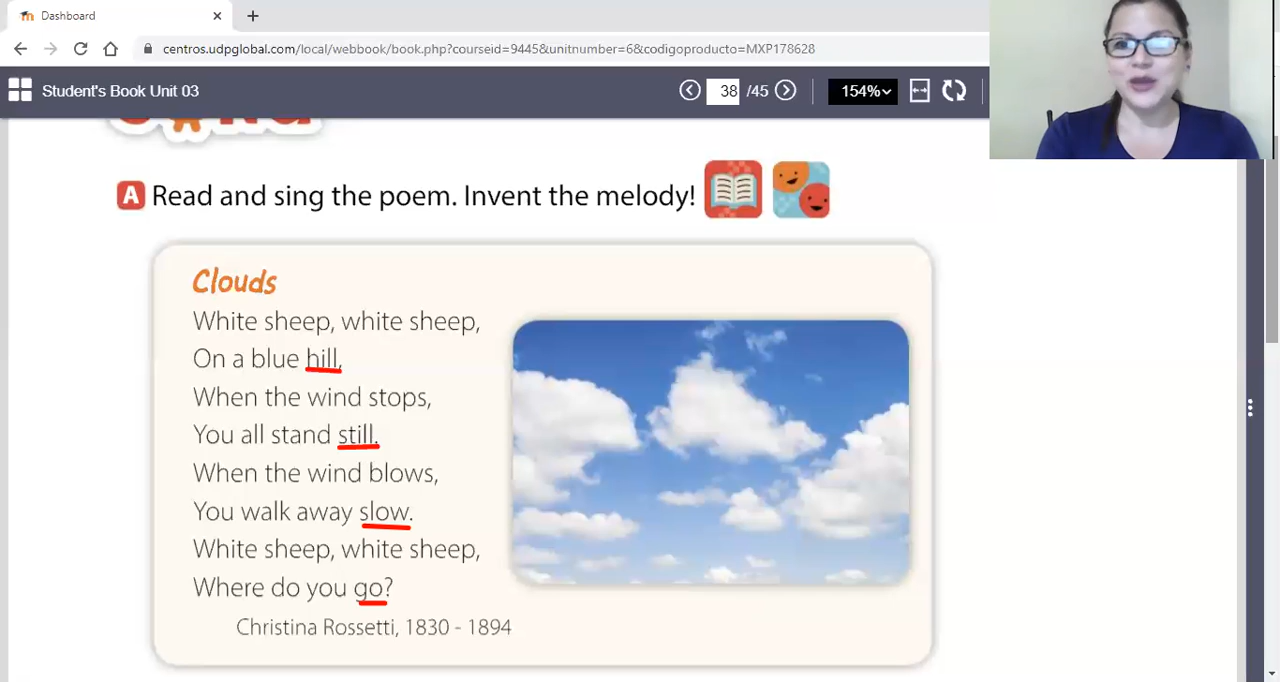 Dashboard
centros.udpglobal.com/local/webbook/book.php?courseid=9445&unitnumber=6&codigoproducto=MXP178628
Student's Book Unit 03
38 /45
154%
A Read and sing the poem. Invent the melody!
Clouds
White sheep, white sheep,
On a blue hill,
When the wind stops,
You all stand still.
When the wind blows,
You walk away slow.
White sheep, white sheep,
Where do you go?
Christina Rossetti, 1830 - 1894